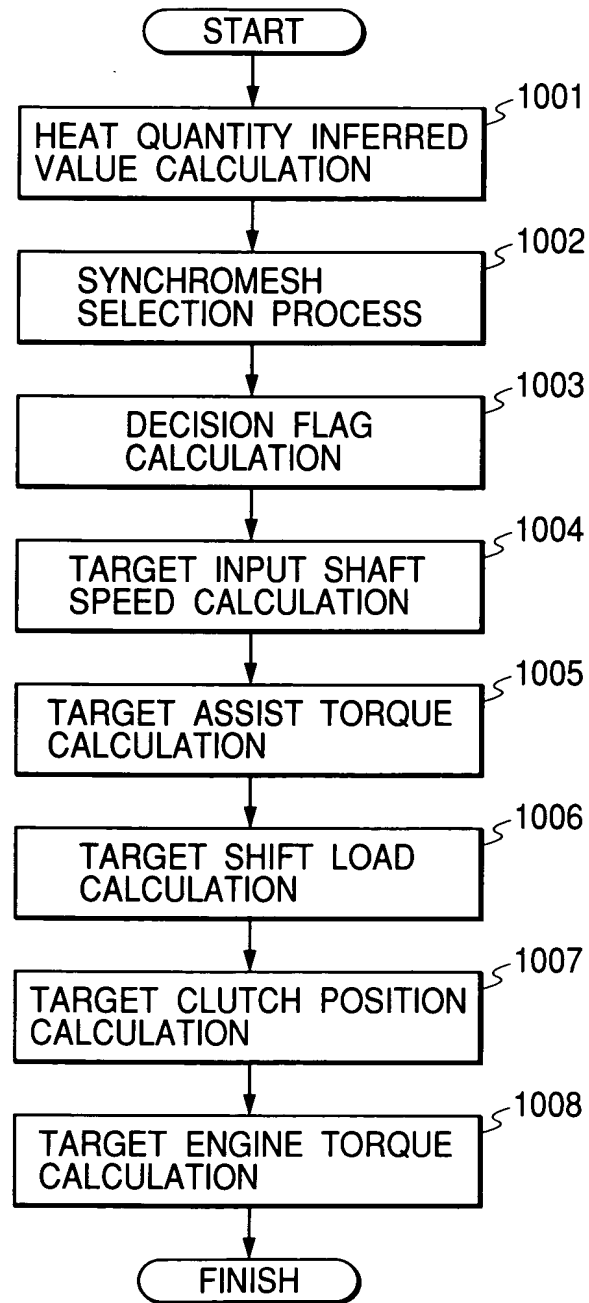 START
1001
HEAT QUANTITY INFERRED
VALUE CALCULATION
1002
SYNCHROMESH
SELECTION PROCESS
1003
DECISION FLAG
CALCULATION
1004
TARGET INPUT SHAFT
SPEED CALCULATION
1005
TARGET ASSIST TORQUE
CALCULATION
1006
TARGET SHIFT LOAD
CALCULATION
1007
TARGET CLUTCH POSITION
CALCULATION
1008
TARGET ENGINE TORQUE
CALCULATION
FINISH